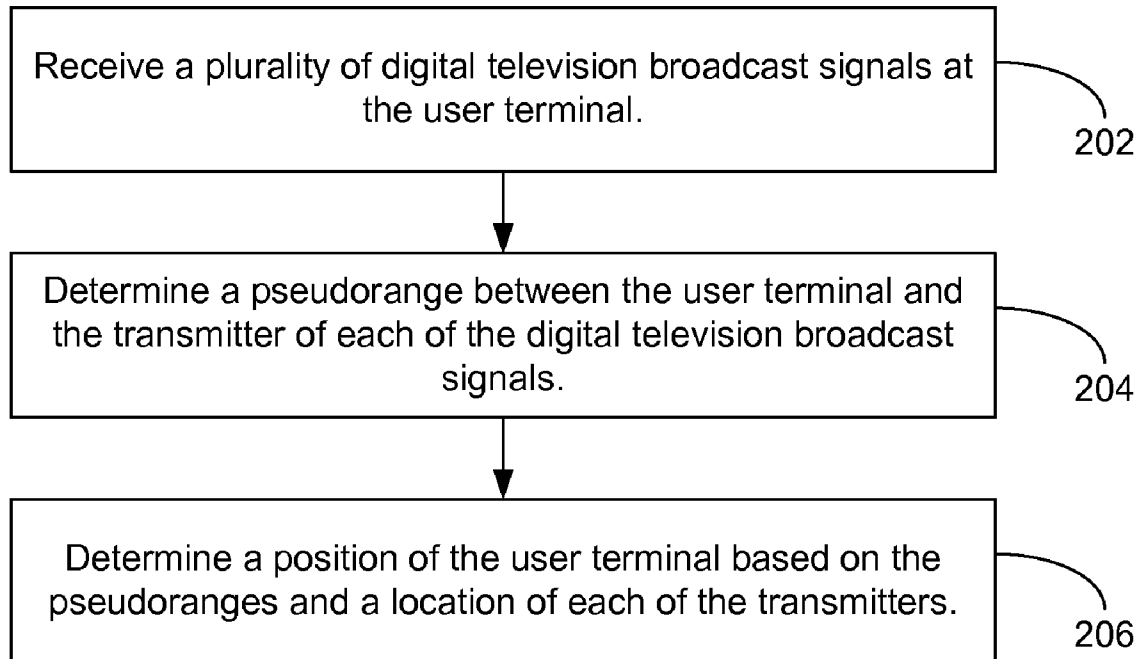 Receive a plurality of digital television broadcast signals at
the user terminal.
202
Determine a pseudorange between the user terminal and
the transmitter of each of the digital television broadcast
signals.
204
Determine a position of the user terminal based on the
pseudoranges and a location of each of the transmitters.
206